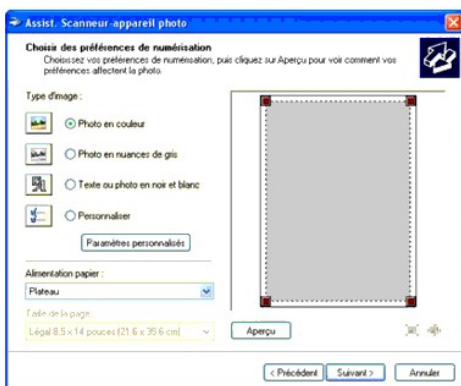 Assist. Scanneur-appareil photo
Choisir des préférences de numérisation
Choisissez vos préférences de numérisation, puis cliquez sur Aperçu pour voir comment vos
préférences affectent la photo.
Type d'image :
Photo en couleur
Photo en nuances de gris
Texte ou photo en noir et blanc
Personnaliser
Paramètres personnalisés
Alimentation papier :
Plateau
Taille de la page :
Légal 8,5 x 14 pouces (21.6 x 35.6 cm)
Aperçu
< Précédent
Suivant >
Annuler